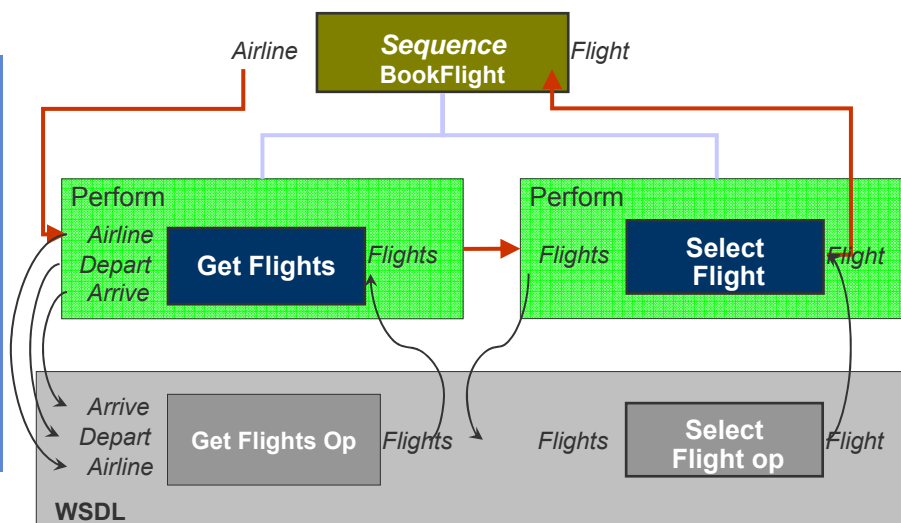 Airline
Sequence
BookFlight
Flight
Perform
Airline
Depart
Arrive
Get Flights
Flights
Perform
Flights
Select
Flight
Flight
Arrive
Depart
Airline
Get Flights Op
Flights
Flights
Select
Flight op
Flight
WSDL